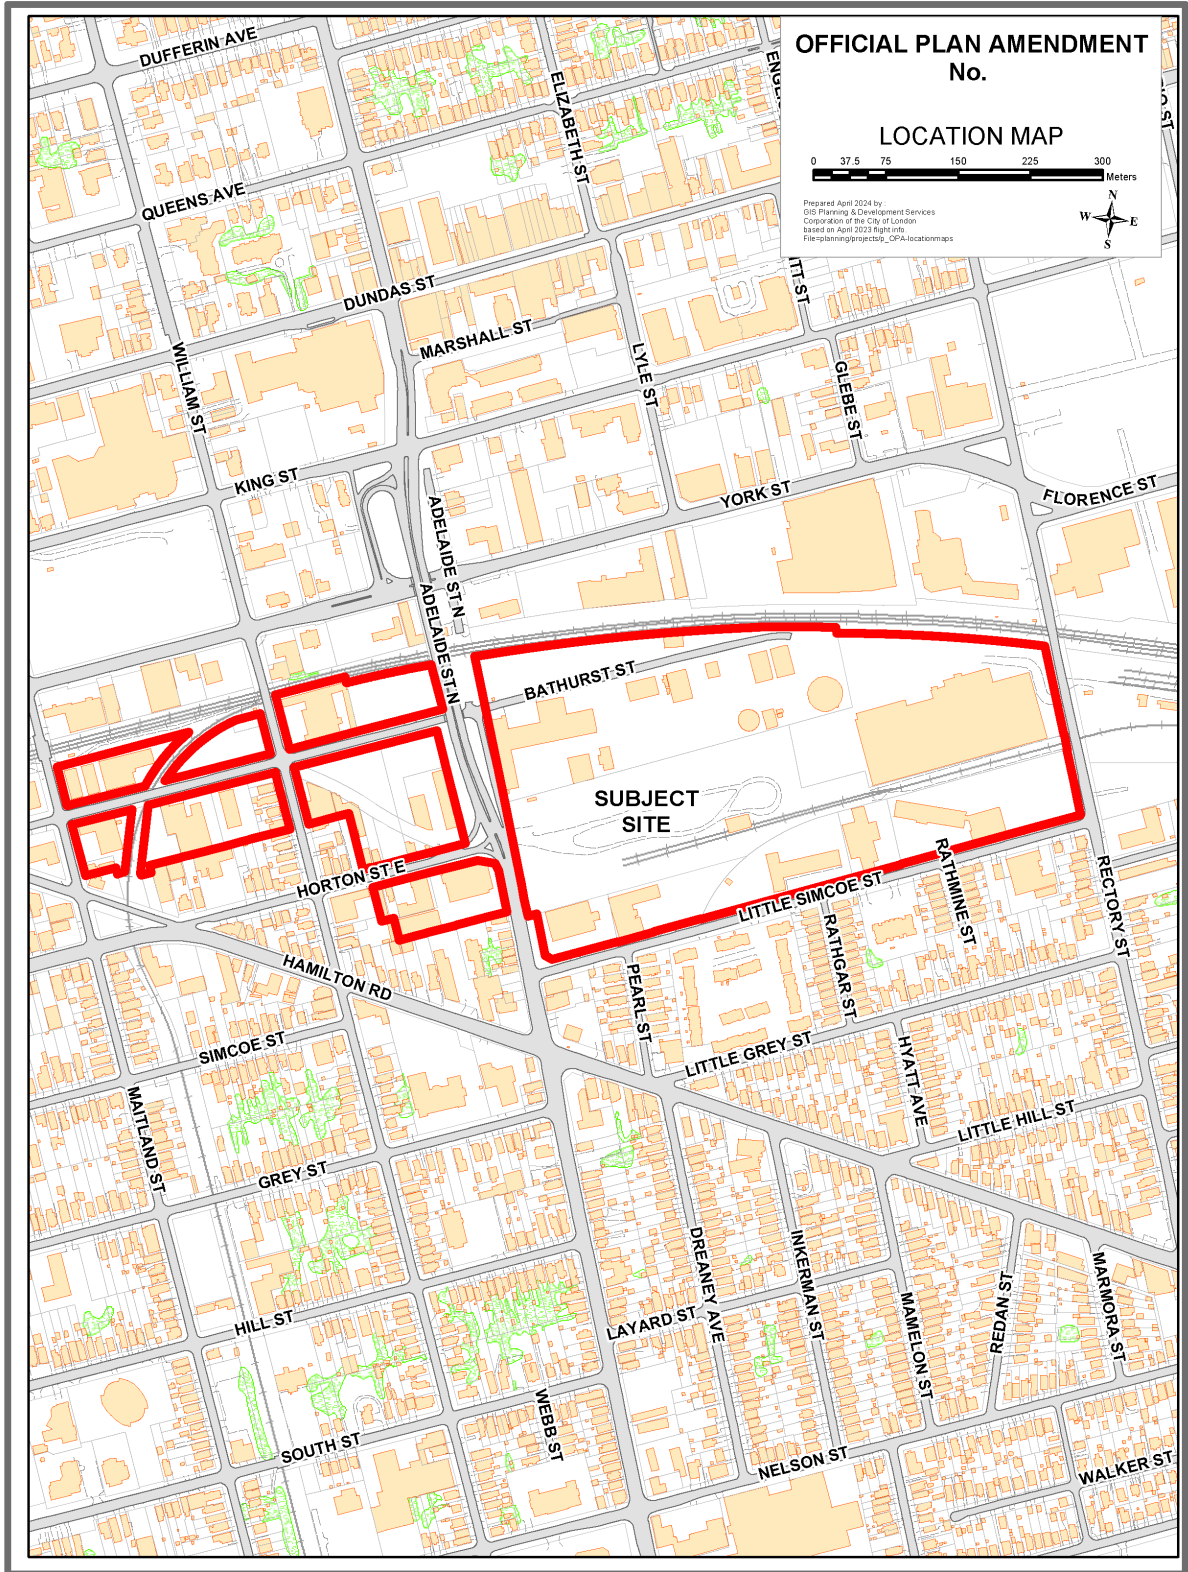 OFFICIAL PLAN AMENDMENT
No.
LOCATION MAP
0 37.5 75 150 225 300
Meters
Prepared April 2024 by :
GIS Planning & Development Services
Corporation of the City of London
based on April 2023 flight info.
File=planning/projects/p_OPA-locationmaps
N
W E
S
DUFFERIN AVE
ELIZABETH ST
QUEENS AVE
DUNDAS ST
MARSHALL ST
WILLIAM ST
LYLE ST
GLEBE ST
KING ST
YORK ST
FLORENCE ST
ADELAIDE ST N
ADELAIDE ST N
BATHURST ST
SUBJECT
SITE
HORTON ST E
LITTLE SIMCOE ST
RATHMINE ST
RECTORY ST
RATHGAR ST
HAMILTON RD
PEARL ST
SIMCOE ST
LITTLE GREY ST
HYATT AVE
MAITLAND ST
LITTLE HILL ST
GREY ST
DREANEY AVE
INKERMAN ST
MAMELON ST
REDAN ST
MARMORA ST
HILL ST
LAYARD ST
WEBB ST
SOUTH ST
NELSON ST
WALKER ST